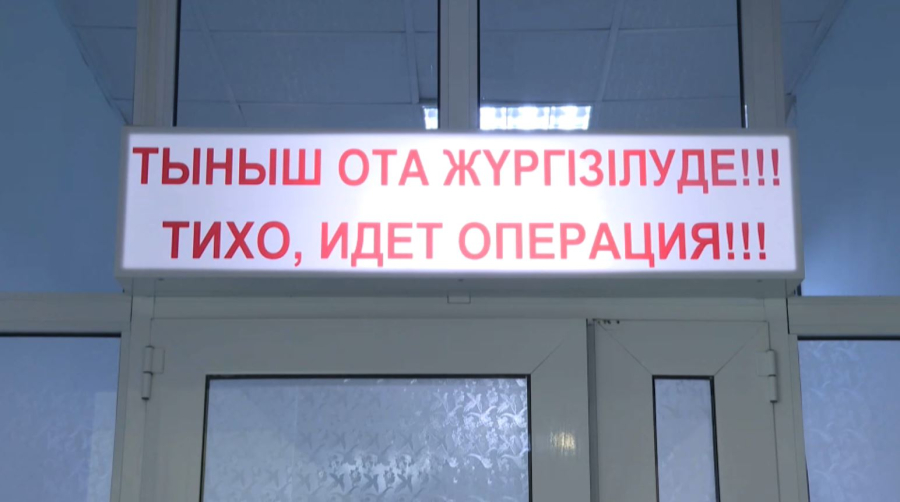 ТЫНЫШ ОТА ЖҮРГІЗІЛУДЕ!!!
ТИХО, ИДЕТ ОПЕРАЦИЯ!!!